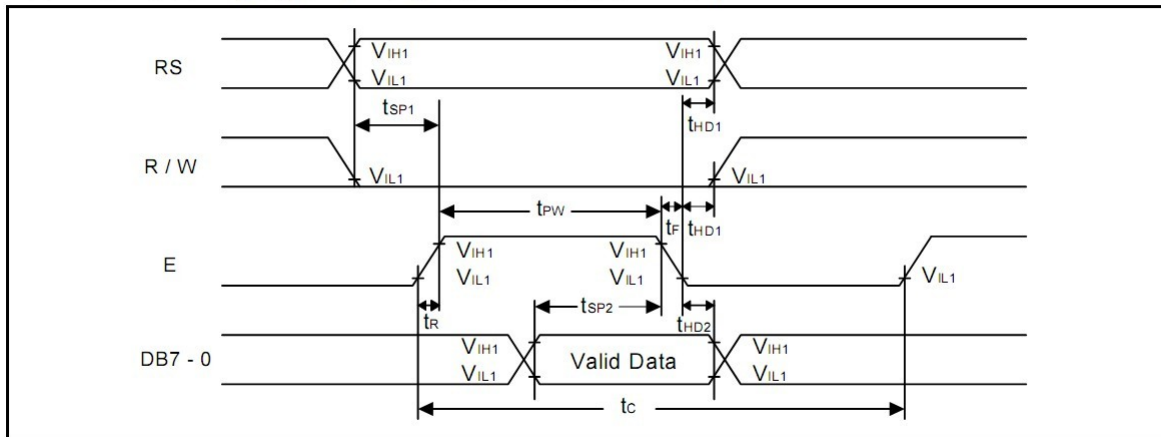 RS
VIH1
VIL1
VIH1
VIL1
tSP1
tHD1
R / W
VIL1
VIL1
tPW
tF
tHD1
E
VIH1
VIL1
VIH1
VIL1
VIL1
tR
tSP2
tHD2
DB7 - 0
VIH1
VIL1
Valid Data
VIH1
VIL1
tC